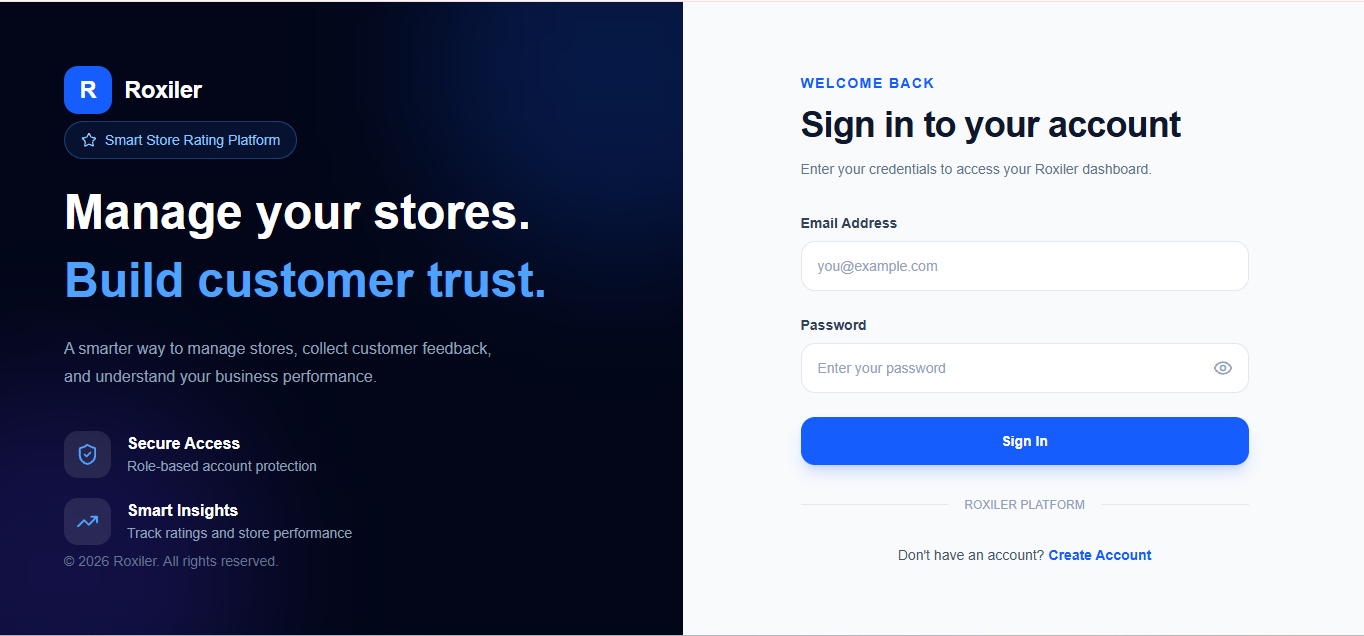 R
Roxiler
Smart Store Rating Platform
Manage your stores.
Build customer trust.
A smarter way to manage stores, collect customer feedback,
and understand your business performance.
Secure Access
Role-based account protection
Smart Insights
Track ratings and store performance
© 2026 Roxiler. All rights reserved.
WELCOME BACK
Sign in to your account
Enter your credentials to access your Roxiler dashboard.
Email Address
you@example.com
Password
Enter your password
Sign In
ROXILER PLATFORM
Don't have an account? Create Account